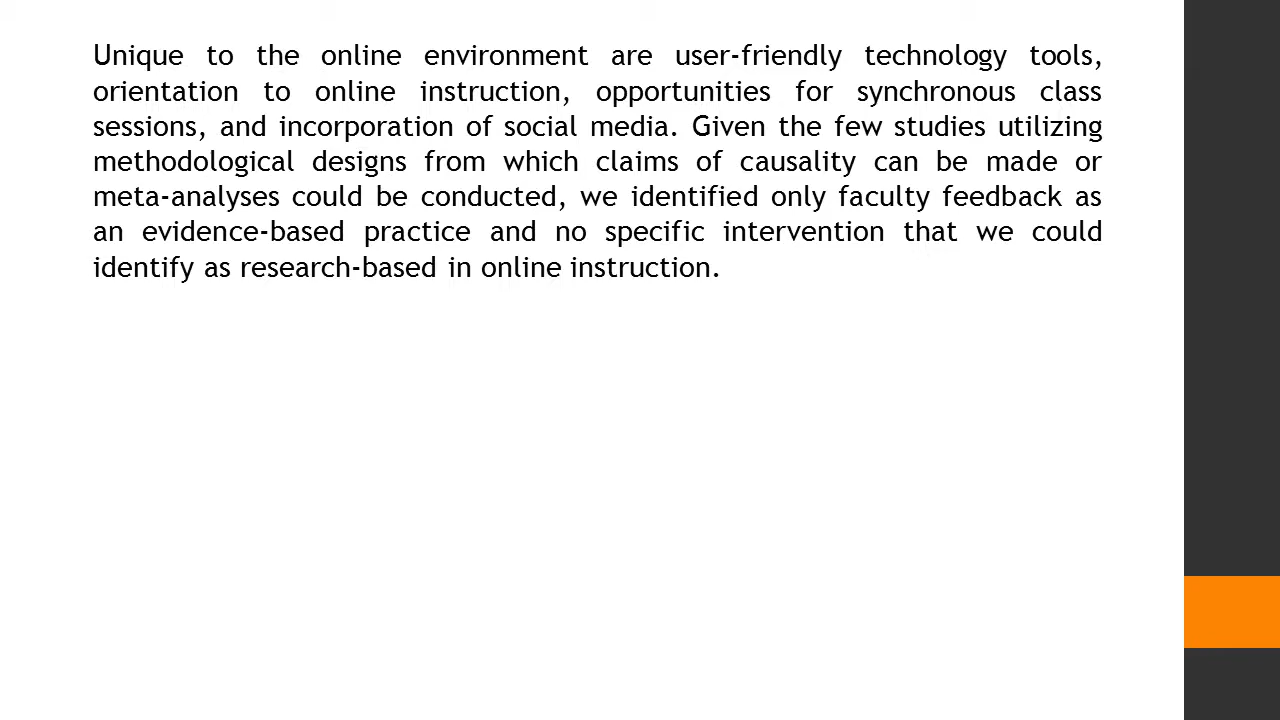 Unique to the online environment are user-friendly technology tools,
orientation to online instruction, opportunities for synchronous class
sessions, and incorporation of social media. Given the few studies utilizing
methodological designs from which claims of causality can be made or
meta-analyses could be conducted, we identified only faculty feedback as
an evidence-based practice and no specific intervention that we could
identify as research-based in online instruction.